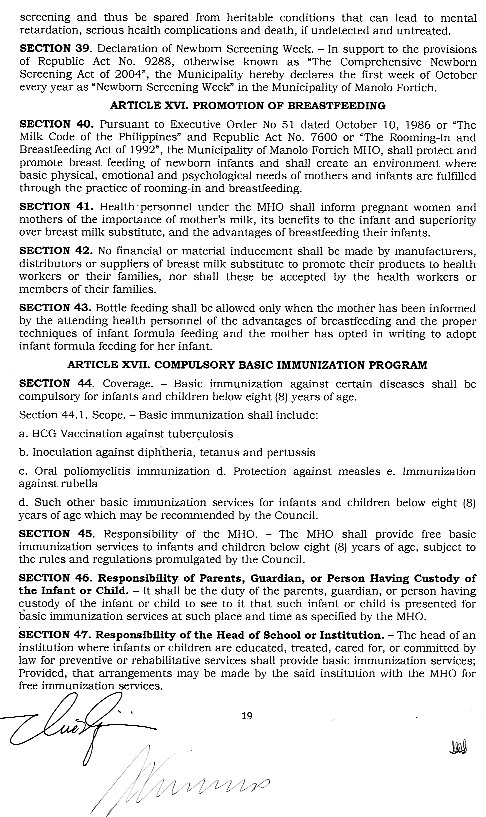 screening and thus be spared from heritable conditions that can lead to mental
retardation, serious health complications and death, if undetected and untreated.
SECTION 39. Declaration of Newborn Screening Week. – In support to the provisions
of Republic Act No. 9288, otherwise known as "The Comprehensive Newborn
Screening Act of 2004", the Municipality hereby declares the first week of October
every year as "Newborn Screening Week" in the Municipality of Manolo Fortich.
ARTICLE XVI. PROMOTION OF BREASTFEEDING
SECTION 40. Pursuant to Executive Order No 51 dated October 10, 1986 or "The
Milk Code of the Philippines" and Republic Act No. 7600 or "The Rooming-In and
Breastfeeding Act of 1992", the Municipality of Manolo Fortich MHO, shall protect and
promote breast feeding of newborn infants and shall create an environment where
basic physical, emotional and psychological needs of mothers and infants are fulfilled
through the practice of rooming-in and breastfeeding.
SECTION 41. Health personnel under the MHO shall inform pregnant women and
mothers of the importance of mother's milk, its benefits to the infant and superiority
over breast milk substitute, and the advantages of breastfeeding their infants.
SECTION 42. No financial or material inducement shall be made by manufacturers,
distributors or suppliers of breast milk substitute to promote their products to health
workers or their families, nor shall these be accepted by the health workers or
members of their families.
SECTION 43. Bottle feeding shall be allowed only when the mother has been informed
by the attending health personnel of the advantages of breastfeeding and the proper
techniques of infant formula feeding and the mother has opted in writing to adopt
infant formula feeding for her infant.
ARTICLE XVII. COMPULSORY BASIC IMMUNIZATION PROGRAM
SECTION 44. Coverage. – Basic immunization against certain diseases shall be
compulsory for infants and children below eight (8) years of age.
Section 44.1. Scope. – Basic immunization shall include:
a. BCG Vaccination against tuberculosis
b. Inoculation against diphtheria, tetanus and pertussis
c. Oral poliomyelitis immunization d. Protection against measles e. Immunization
against rubella
d. Such other basic immunization services for infants and children below eight (8)
years of age which may be recommended by the Council.
SECTION 45. Responsibility of the MHO. – The MHO shall provide free basic
immunization services to infants and children below eight (8) years of age, subject to
the rules and regulations promulgated by the Council.
SECTION 46. Responsibility of Parents, Guardian, or Person Having Custody of
the Infant or Child. – It shall be the duty of the parents, guardian, or person having
custody of the infant or child to see to it that such infant or child is presented for
basic immunization services at such place and time as specified by the MHO.
SECTION 47. Responsibility of the Head of School or Institution. – The head of an
institution where infants or children are educated, treated, cared for, or committed by
law for preventive or rehabilitative services shall provide basic immunization services;
Provided, that arrangements may be made by the said institution with the MHO for
free immunization services.
19